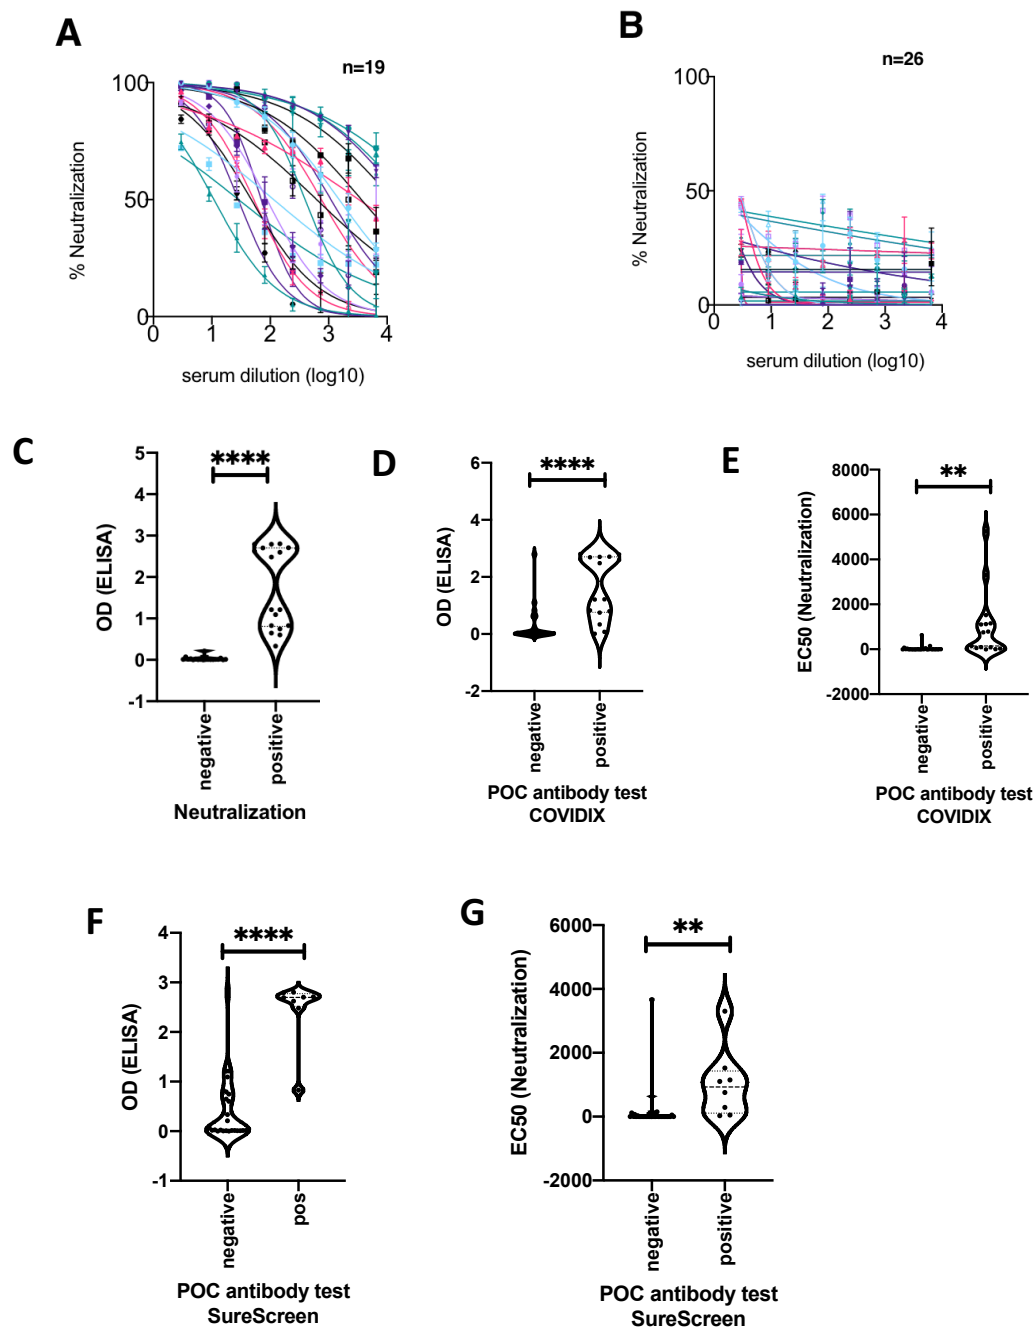 A
n=19
% Neutralization
100
50
0
0 1 2 3 4
serum dilution (log10)
B
n=26
% Neutralization
100
50
0
0 1 2 3 4
serum dilution (log10)
C
****
OD (ELISA)
5
4
3
2
1
0
-1
negative
positive
Neutralization
D
****
OD (ELISA)
6
4
2
0
-2
negative
positive
POC antibody test
COVIDIX
E
**
EC50 (Neutralization)
8000
6000
4000
2000
0
-2000
negative
positive
POC antibody test
COVIDIX
F
****
OD (ELISA)
4
3
2
1
0
-1
negative
pos
POC antibody test
SureScreen
G
**
EC50 (Neutralization)
6000
4000
2000
0
-2000
negative
positive
POC antibody test
SureScreen